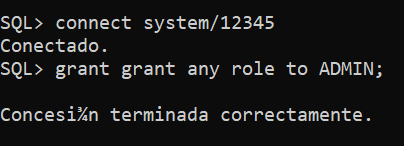 SQL> connect system/12345
Conectado.
SQL> grant grant any role to ADMIN;
Concesi¾n terminada correctamente.